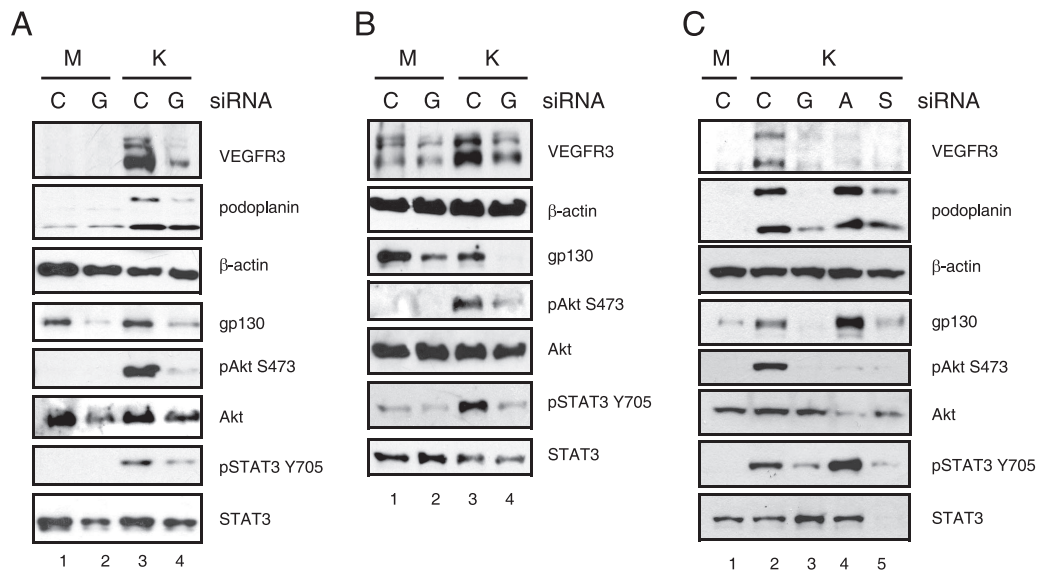 A
M K
C G C G siRNA
VEGFR3
podoplanin
β-actin
gp130
pAkt S473
Akt
pSTAT3 Y705
STAT3
1 2 3 4
B
M K
C G C G siRNA
VEGFR3
β-actin
gp130
pAkt S473
Akt
pSTAT3 Y705
STAT3
1 2 3 4
C
M K
C C G A S siRNA
VEGFR3
podoplanin
β-actin
gp130
pAkt S473
Akt
pSTAT3 Y705
STAT3
1 2 3 4 5